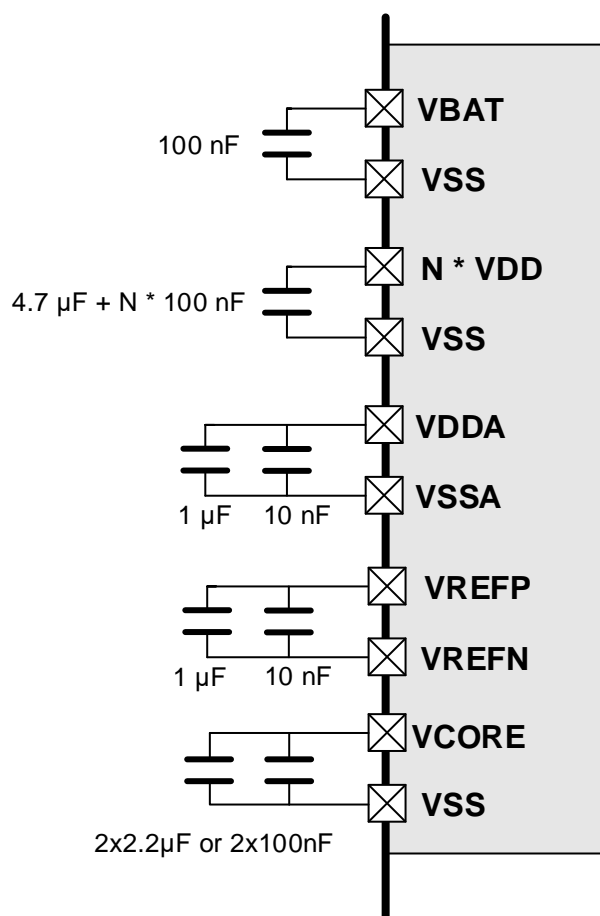 VBAT
100 nF
VSS
N * VDD
4.7 µF + N * 100 nF
VSS
VDDA
VSSA
1 µF 10 nF
VREFP
VREFN
1 µF 10 nF
VCORE
VSS
2x2.2µF or 2x100nF